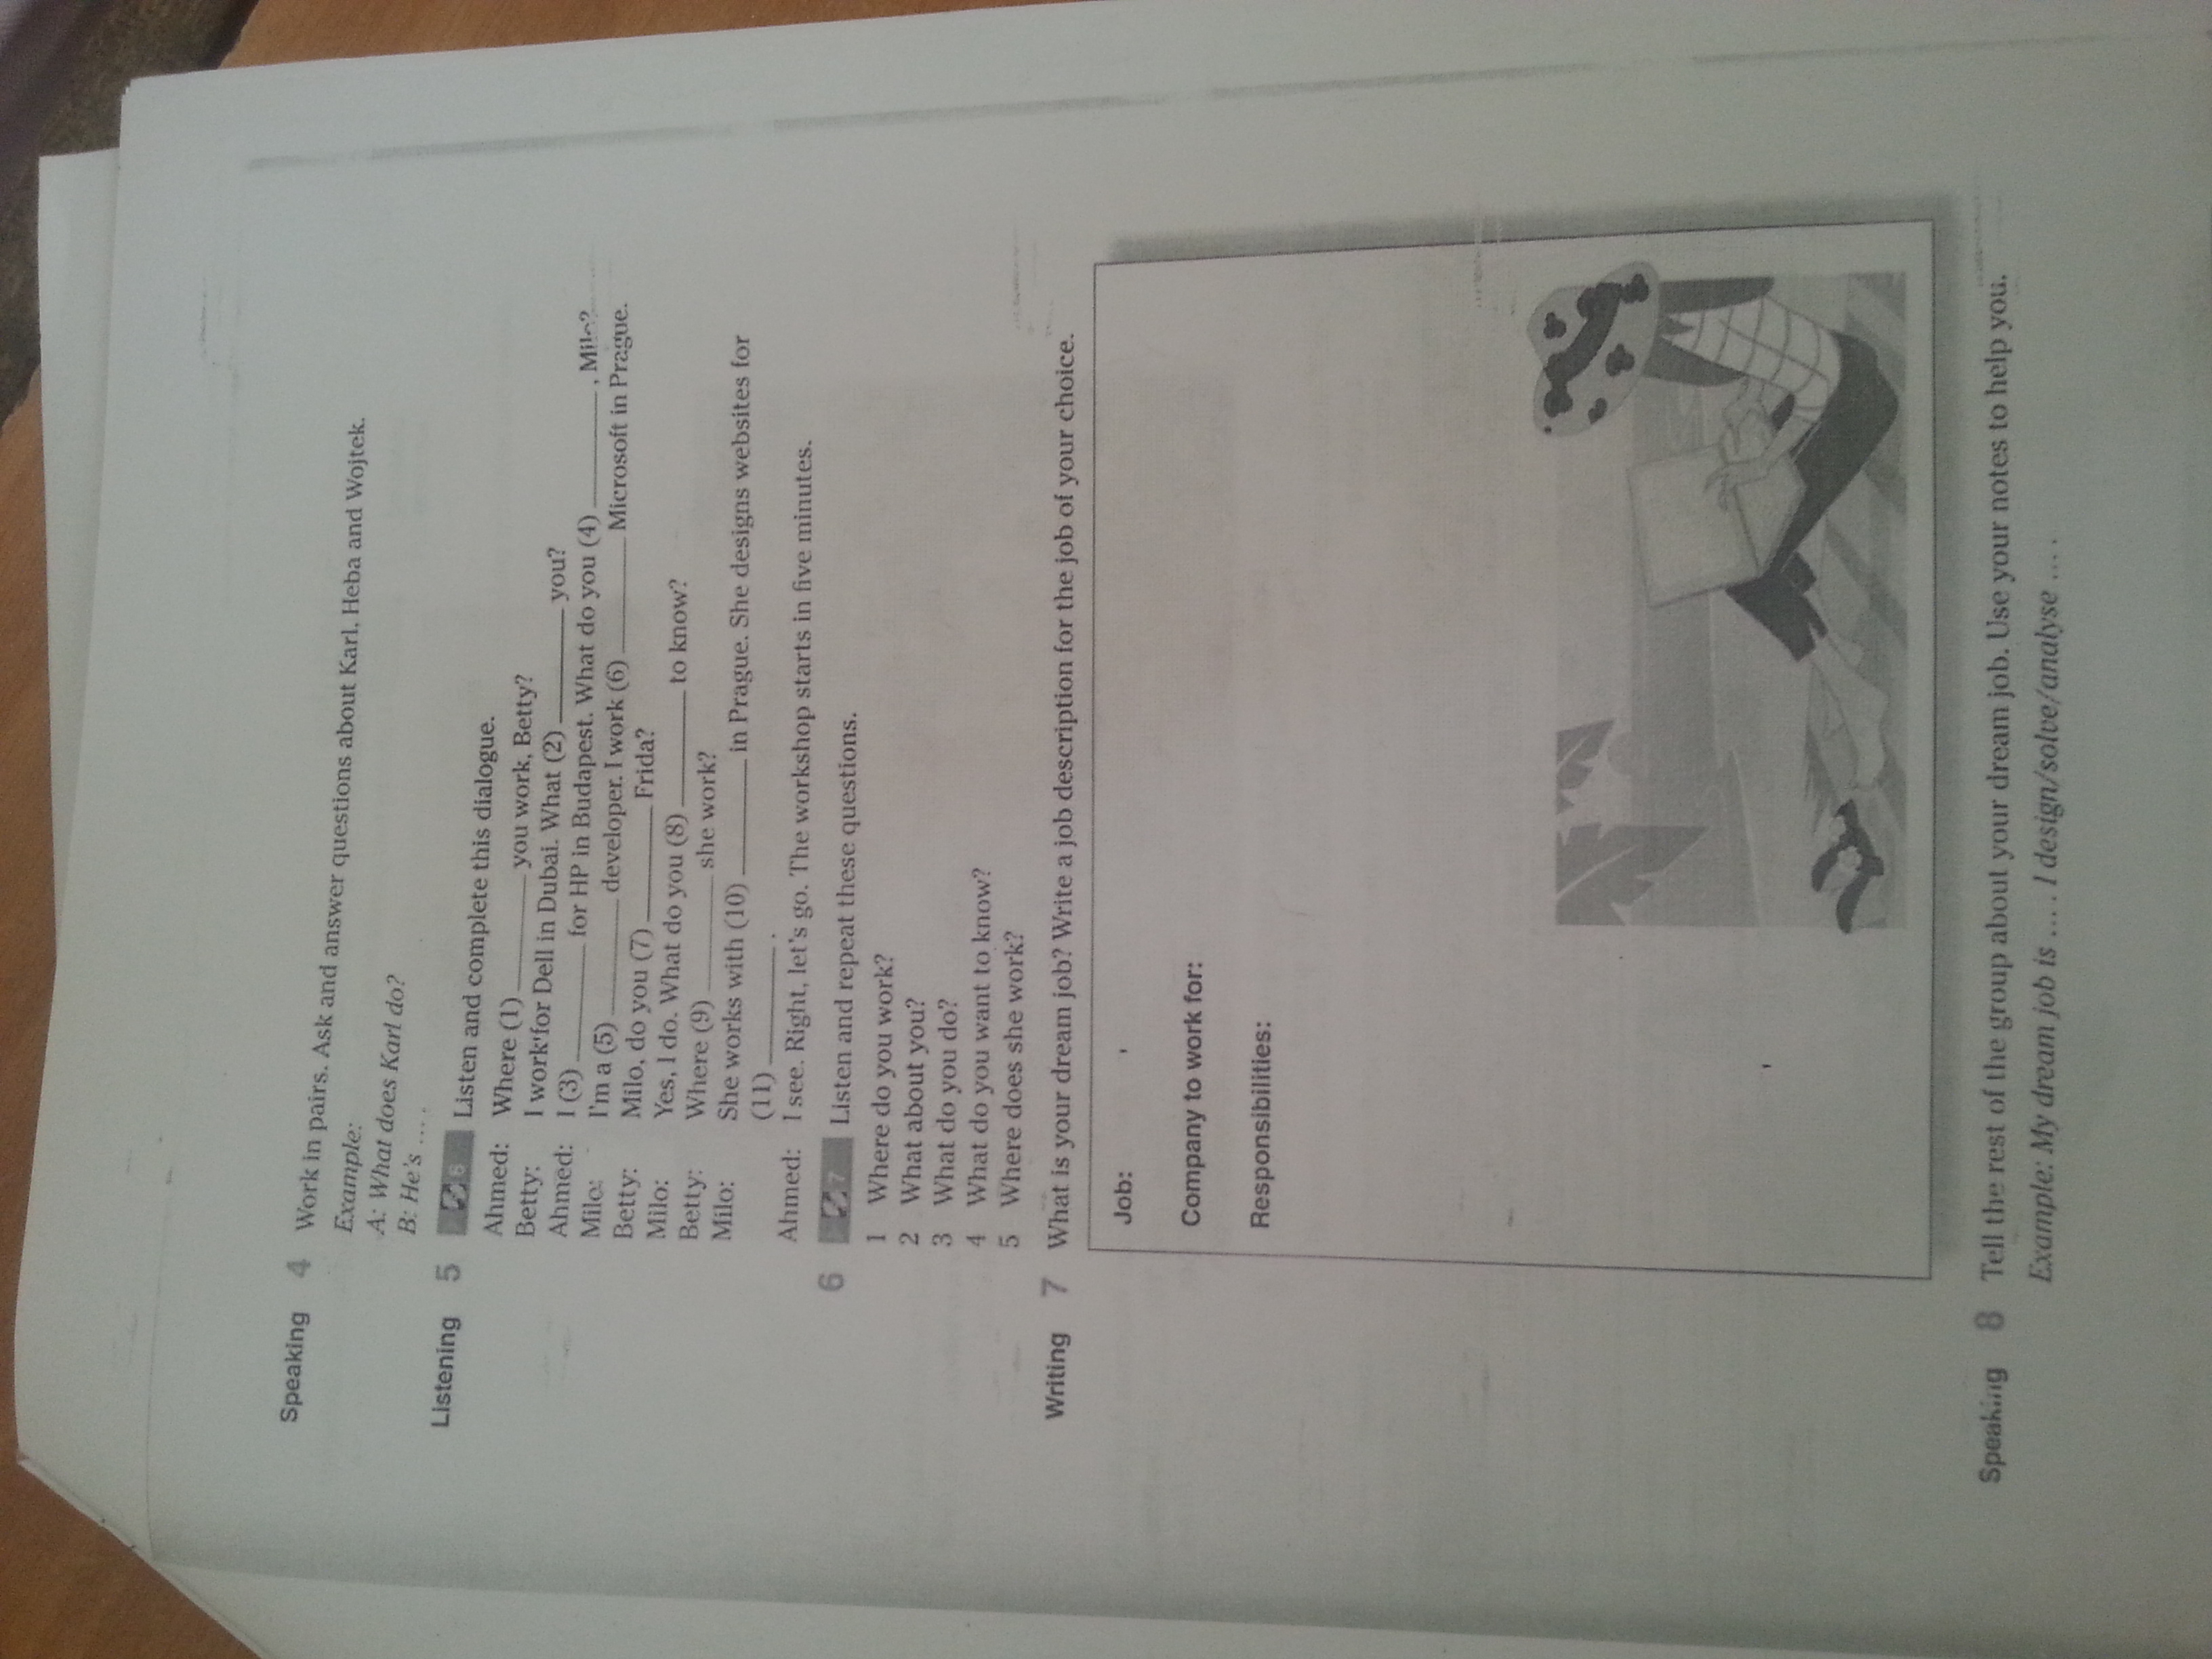 Speaking 4 Work in pairs. Ask and answer questions about Karl, Heba and Wojtek.
Example:
A: What does Karl do?
B: He's ... .
Listening 5 6 Listen and complete this dialogue.
Ahmed: Where (1) ________ you work, Betty?
Betty: I work for Dell in Dubai. What (2) ________ you?
Ahmed: I (3) ________ for HP in Budapest. What do you (4) ________ , Milo?
Milo: I'm a (5) ________ developer. I work (6) ________ Microsoft in Prague.
Betty: Milo, do you (7) ________ Frida?
Milo: Yes, I do. What do you (8) ________ to know?
Betty: Where (9) ________ she work?
Milo: She works with (10) ________ in Prague. She designs websites for
(11) ________ .
Ahmed: I see. Right, let's go. The workshop starts in five minutes.
6 7 Listen and repeat these questions.
1 Where do you work?
2 What about you?
3 What do you do?
4 What do you want to know?
5 Where does she work?
Writing 7 What is your dream job? Write a job description for the job of your choice.
Job:
Company to work for:
Responsibilities:
Speaking 8 Tell the rest of the group about your dream job. Use your notes to help you.
Example: My dream job is ... . I design/solve/analyse ... .